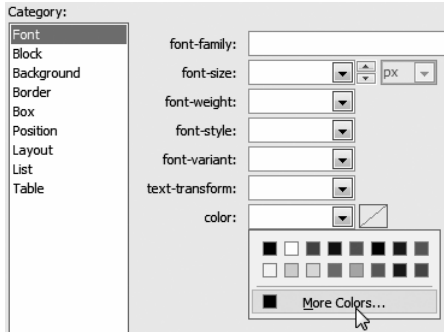 Category:
Font
Block
Background
Border
Box
Position
Layout
List
Table
font-family:
font-size:
px
font-weight:
font-style:
font-variant:
text-transform:
color:
More Colors...